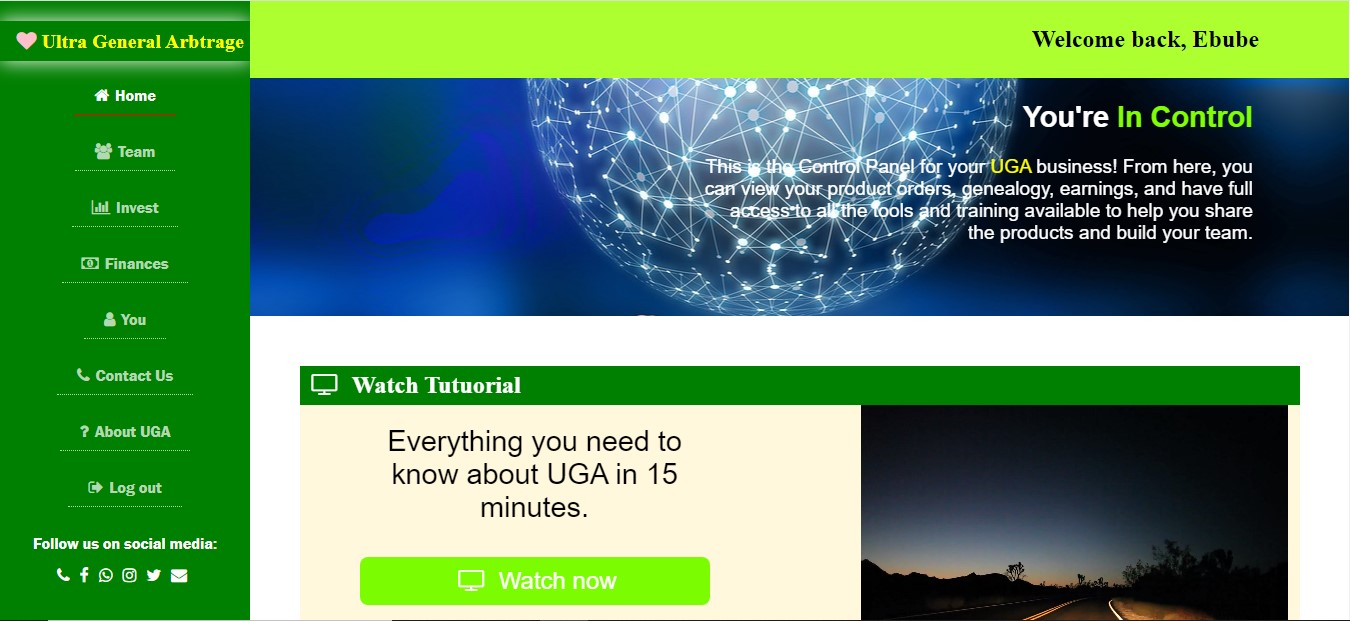 Ultra General Arbtrage
Home
Team
Invest
Finances
You
Contact Us
? About UGA
Log out
Follow us on social media:
Welcome back, Ebube
You're In Control
This is the Control Panel for your UGA business! From here, you
can view your product orders, genealogy, earnings, and have full
access to all the tools and training available to help you share
the products and build your team.
Watch Tutuorial
Everything you need to
know about UGA in 15
minutes.
Watch now